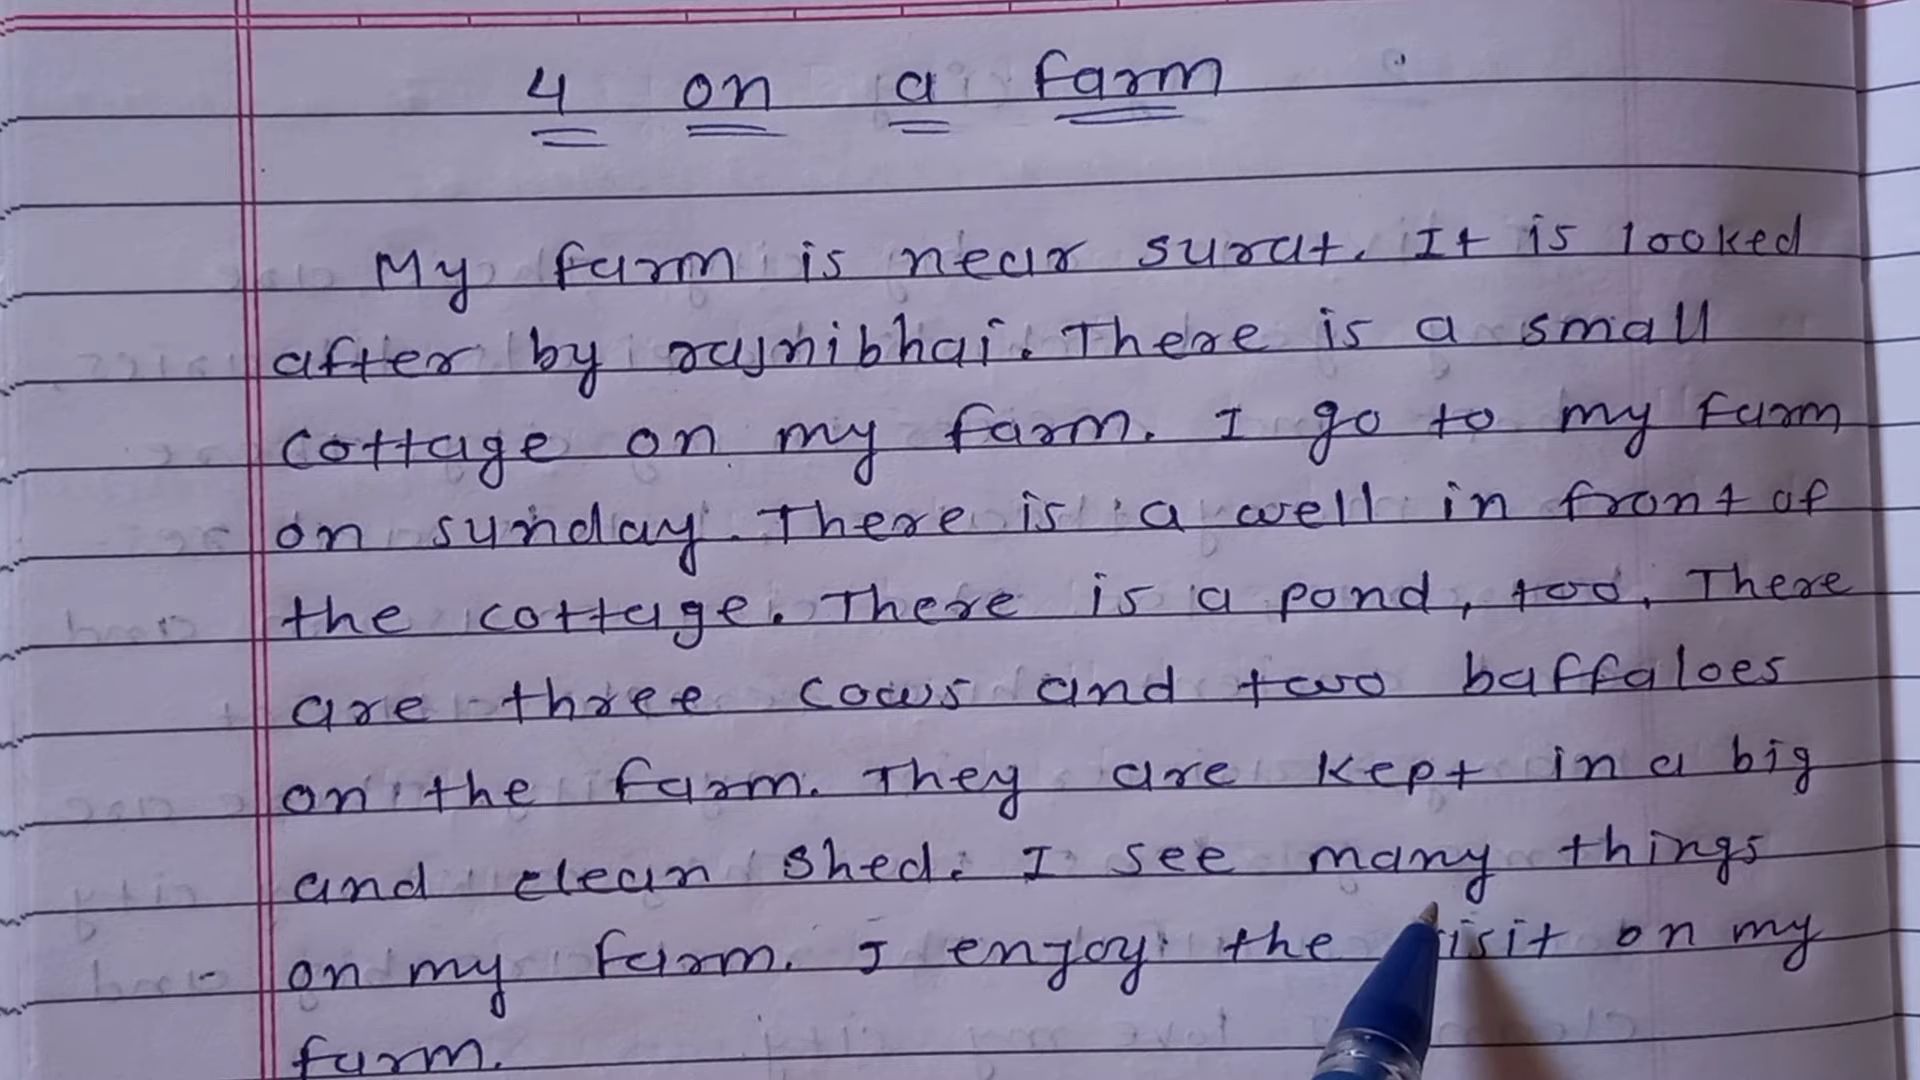 4 on a farm
My farm is near surat. It is looked
after by rajnibhai. There is a small
cottage on my farm. I go to my farm
on sunday. There is a well in front of
the cottage. There is a pond, too. There
are three cows and two baffaloes
on the farm. They are kept in a big
and clean shed. I see many things
on my farm. I enjoy the visit on my
farm.